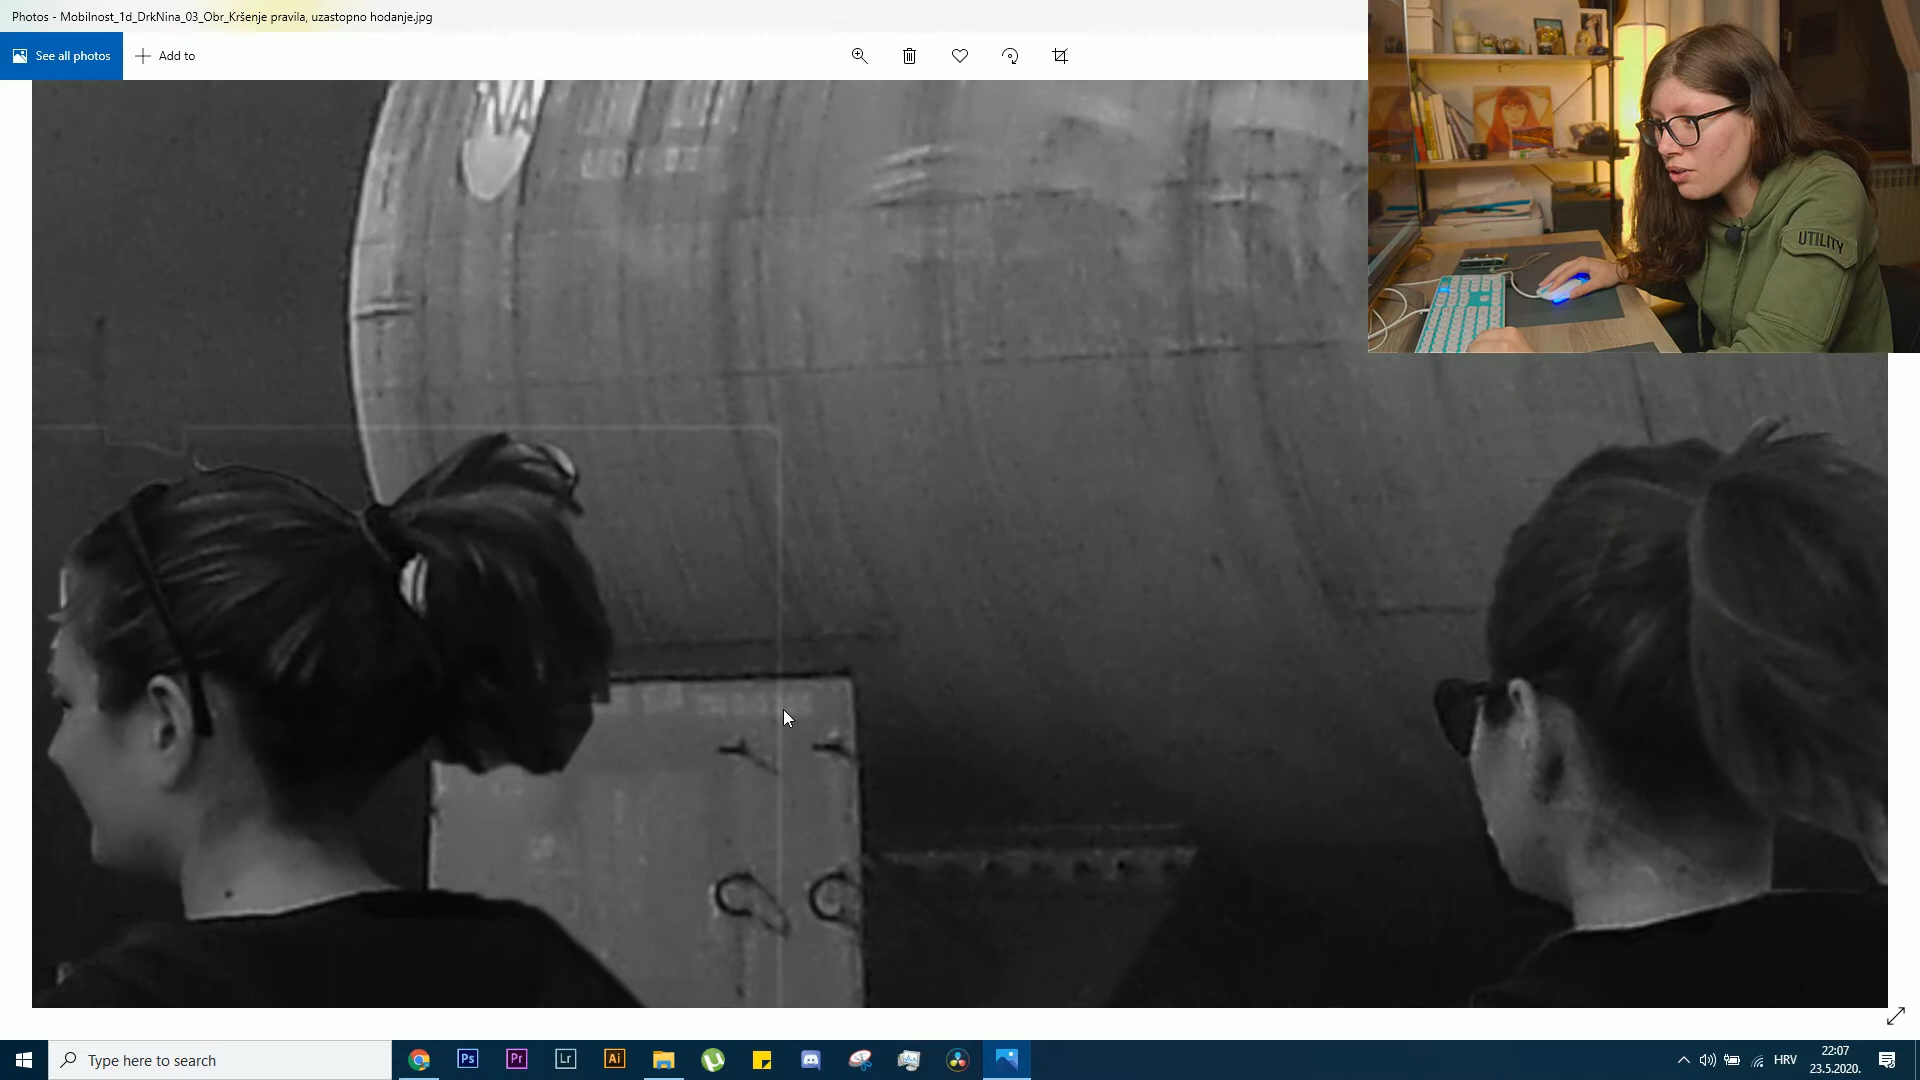 Photos - Mobilnost_1d_DrkNina_03_Obr_Kršenje pravila, uzastopno hodanje.jpg
See all photos
Add to
UTILITY
Type here to search
Ps
Pr
Lr
Ai
HRV
22:07
23.5.2020.